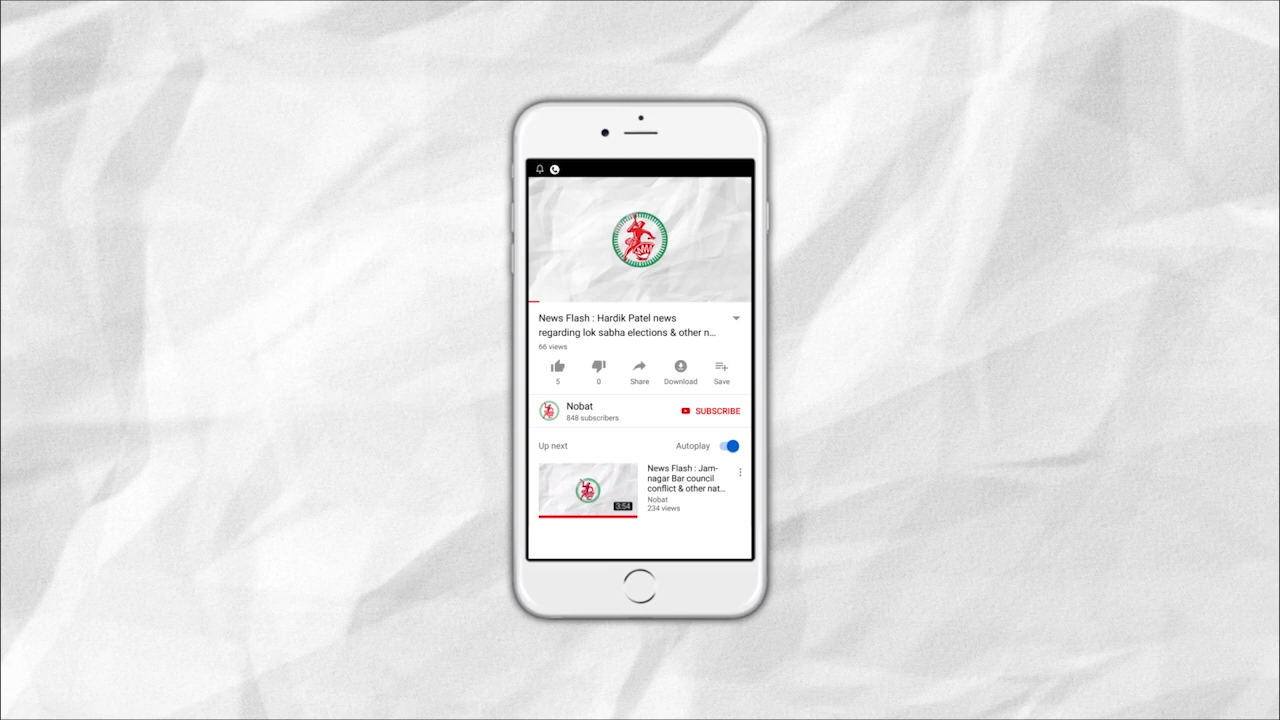 News Flash : Hardik Patel news
regarding lok sabha elections & other n...
66 views
5
0
Share
Download
Save
Nobat
848 subscribers
SUBSCRIBE
Up next
Autoplay
3:54
News Flash : Jam-
nagar Bar council
conflict & other nat...
Nobat
234 views